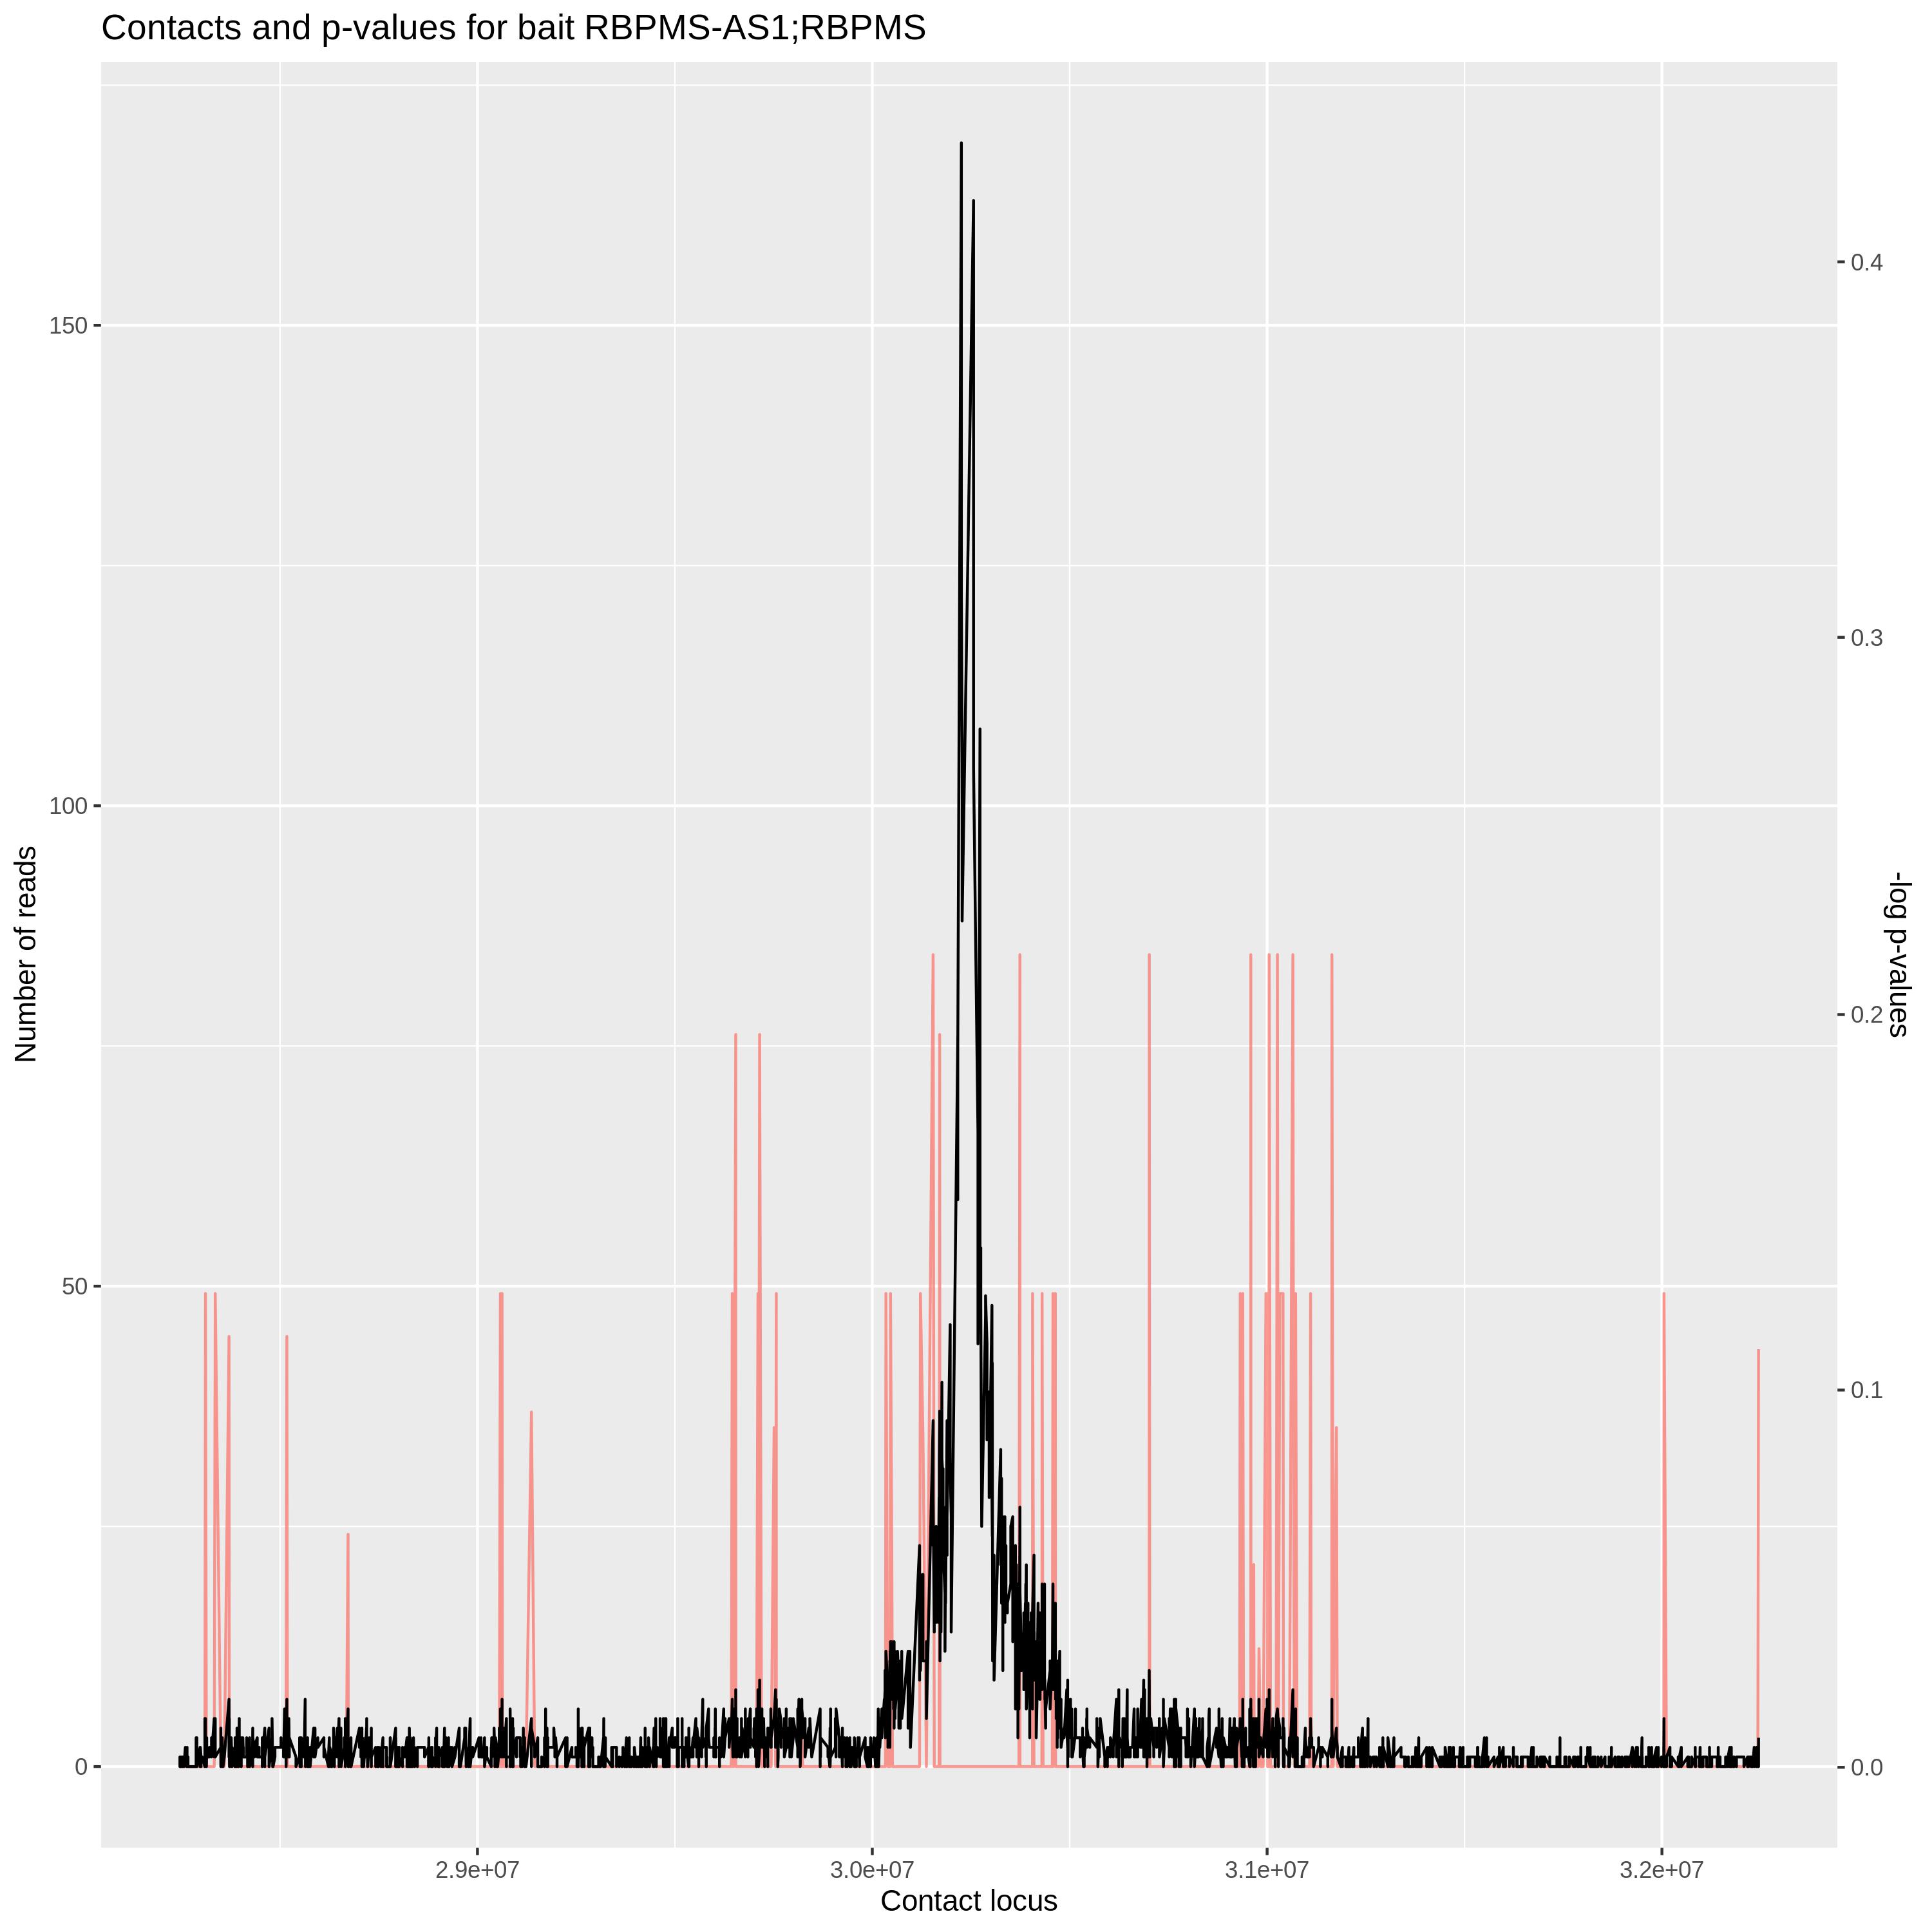 Contacts and p-values for bait RBPMS-AS1;RBPMS
150
100
50
0
Number of reads
0.4
0.3
0.2
0.1
0.0
-log p-values
2.9e+07
3.0e+07
3.1e+07
3.2e+07
Contact locus